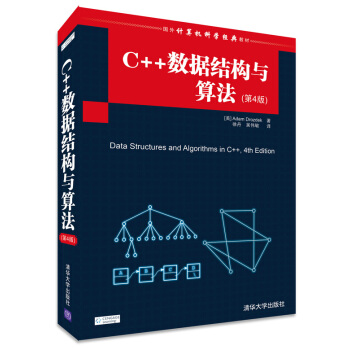 国外计算机科学经典教材
C++数据结构与
算法(第4版)
[美] Adam Drozdek 著
徐丹 吴伟敏 译
Data Structures and Algorithms in C++, 4th Edition
清华大学出版社
C++数据结构与算法
(第4版)
清华大学出版社